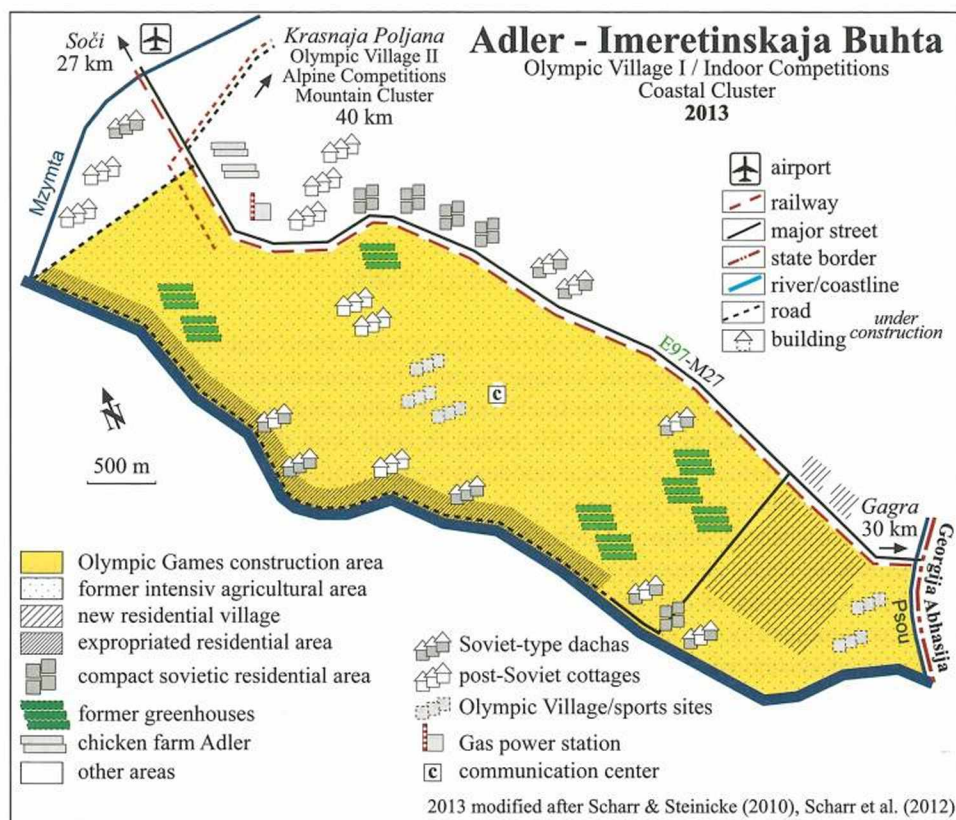 Adler - Imeretinskaja Buhta
Olympic Village I / Indoor Competitions
Coastal Cluster
2013
Soči
27 km
Krasnaja Poljana
Olympic Village II
Alpine Competitions
Mountain Cluster
40 km
Mzymta
airport
railway
major street
state border
river/coastline
road
building
under
construction
E97-M27
c
N
500 m
Gagra
30 km
Georgija Abhasija
Psou
Olympic Games construction area
former intensiv agricultural area
new residential village
expropriated residential area
compact sovietic residential area
former greenhouses
chicken farm Adler
other areas
Soviet-type dachas
post-Soviet cottages
Olympic Village/sports sites
Gas power station
c communication center
2013 modified after Scharr & Steinicke (2010), Scharr et al. (2012)